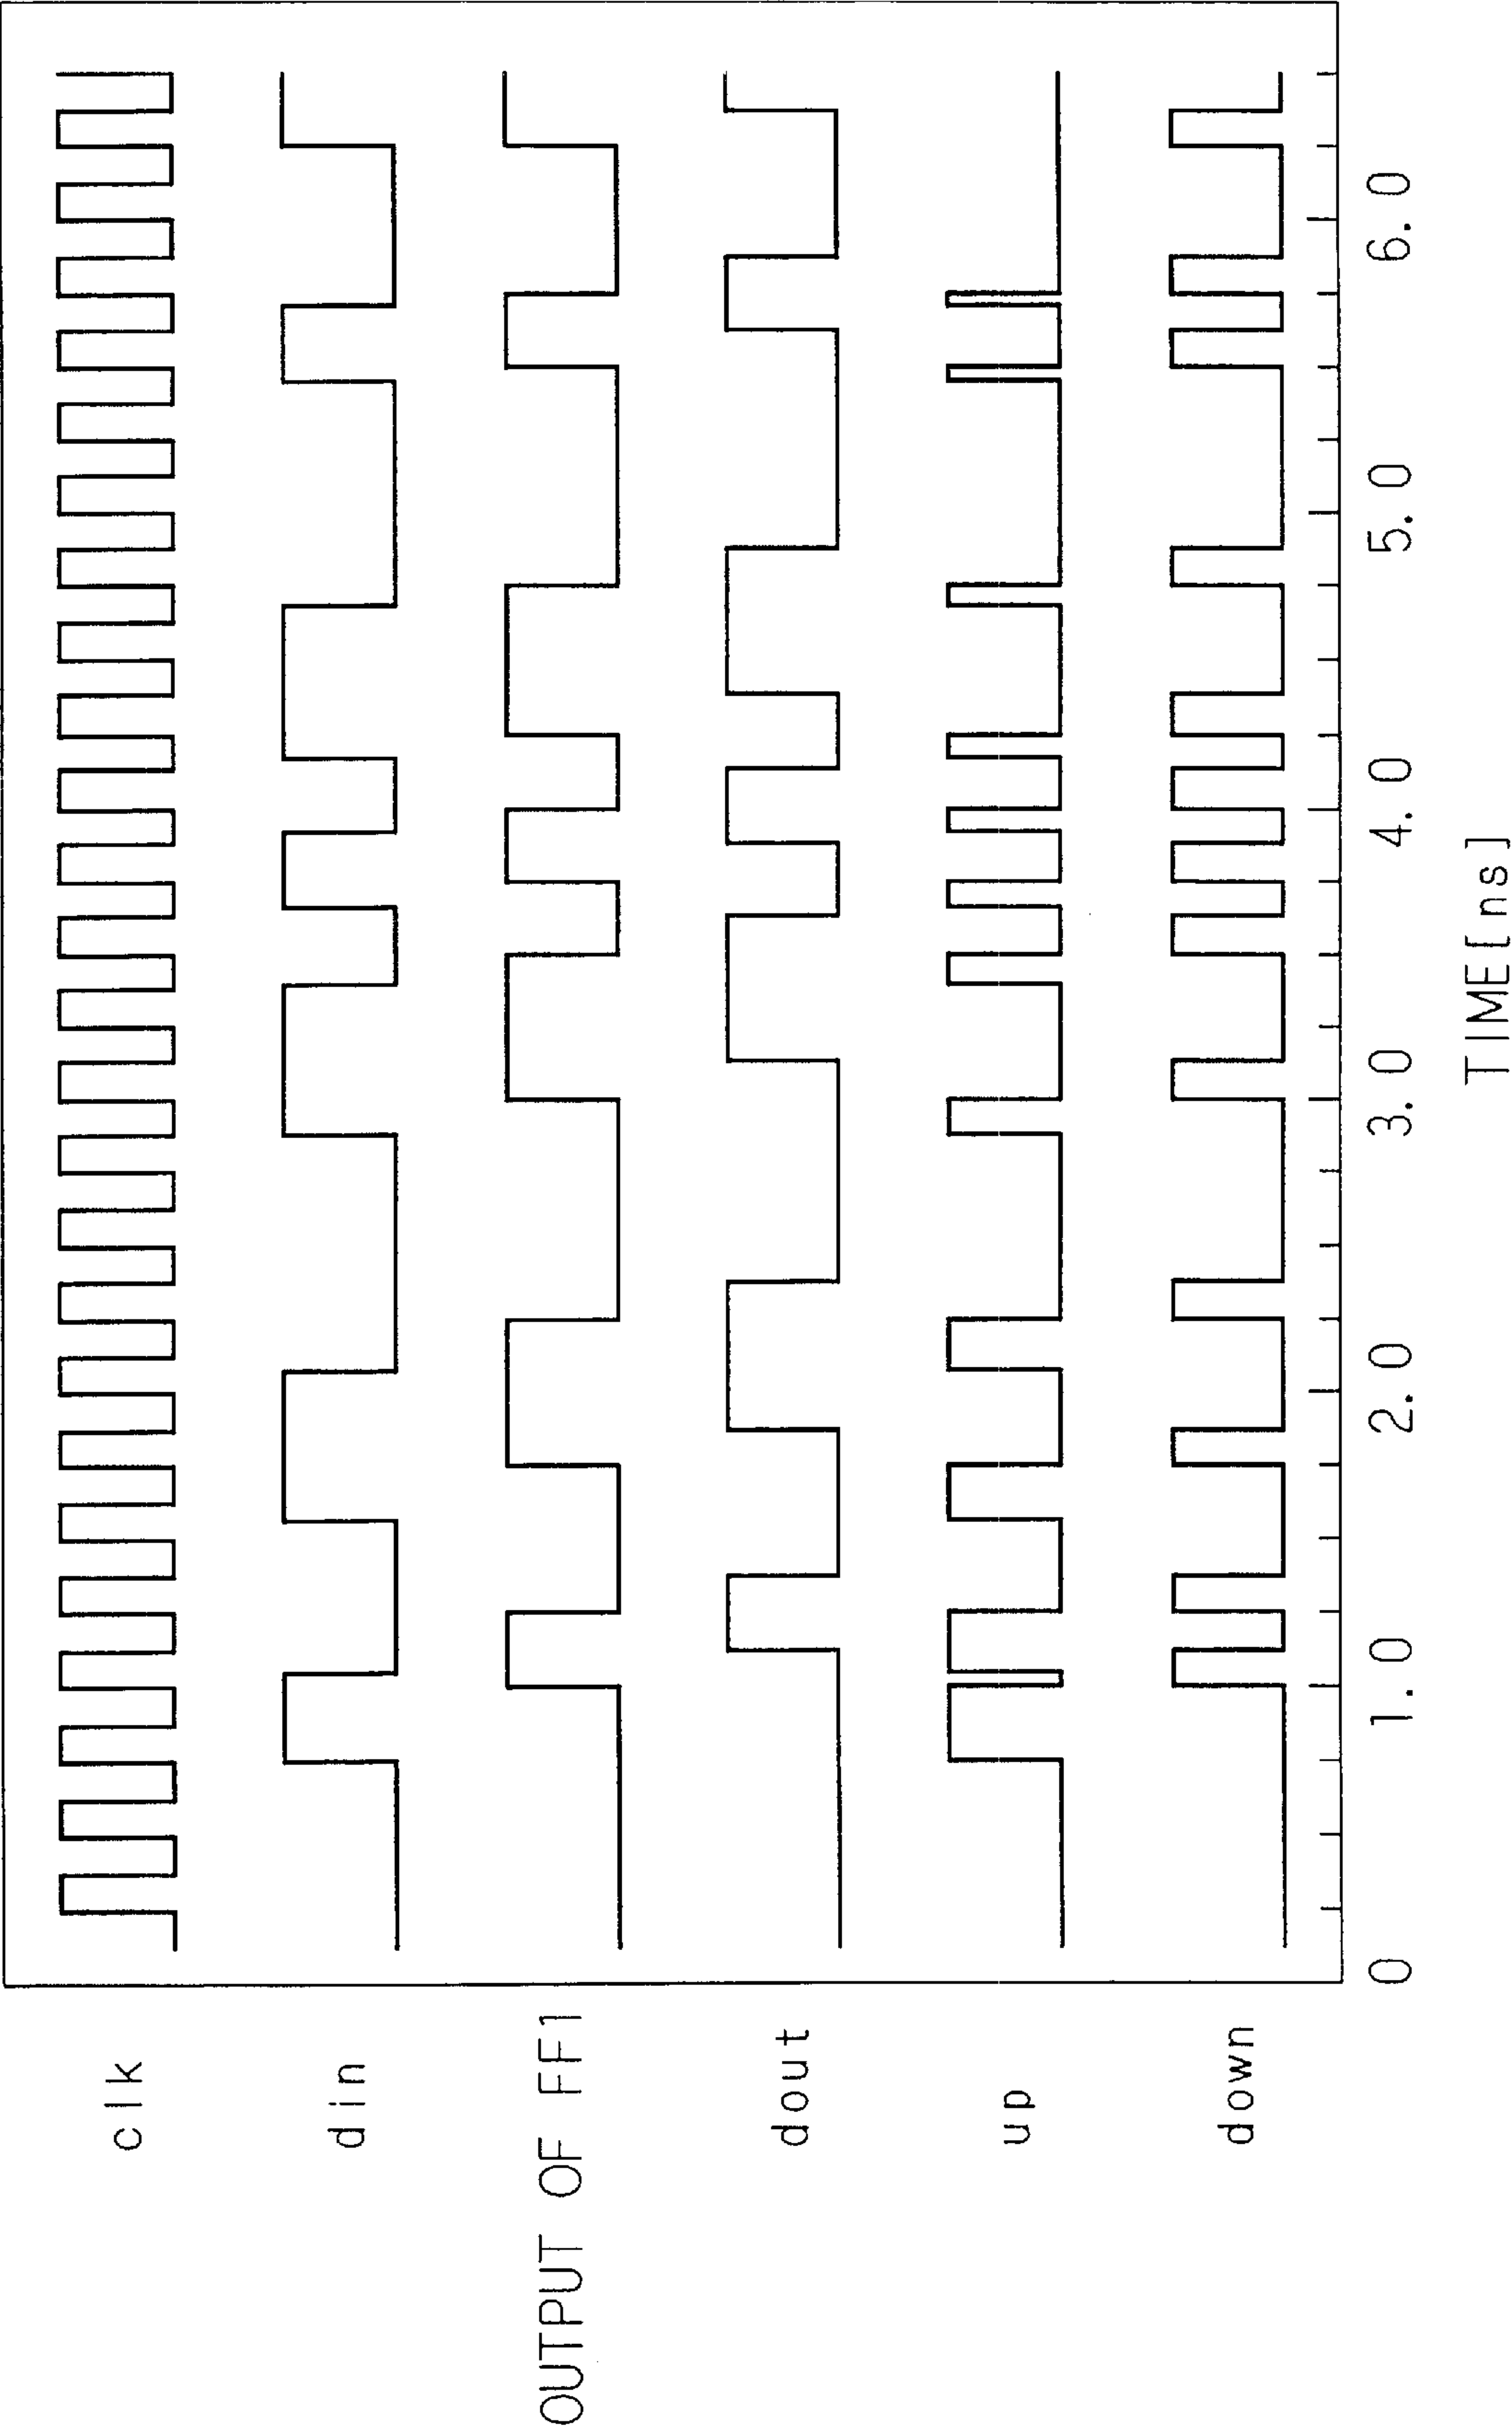 clk
din
OUTPUT OF FF1
dout
up
down
0 1.0 2.0 3.0 4.0 5.0 6.0
TIME[ns]